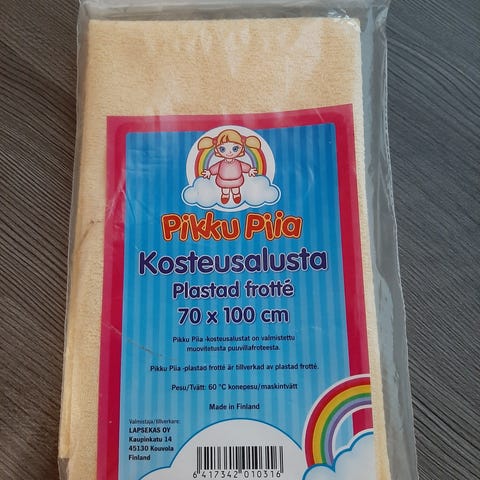 Pikku Piia
Kosteusalusta
Plastad frotté
70 x 100 cm
Pikku Piia -kosteusalustat on valmistettu
muovitetusta puuvillafroteesta.
Pikku Piia -plastad frotté är tillverkad av plastad frotté.
Pesu/Tvätt: 60 °C konepesu/maskintvätt
Made in Finland
Valmistaja/tillverkare:
LAPSEKAS OY
Kaupinkatu 14
45130 Kouvola
Finland
6 417342 010316